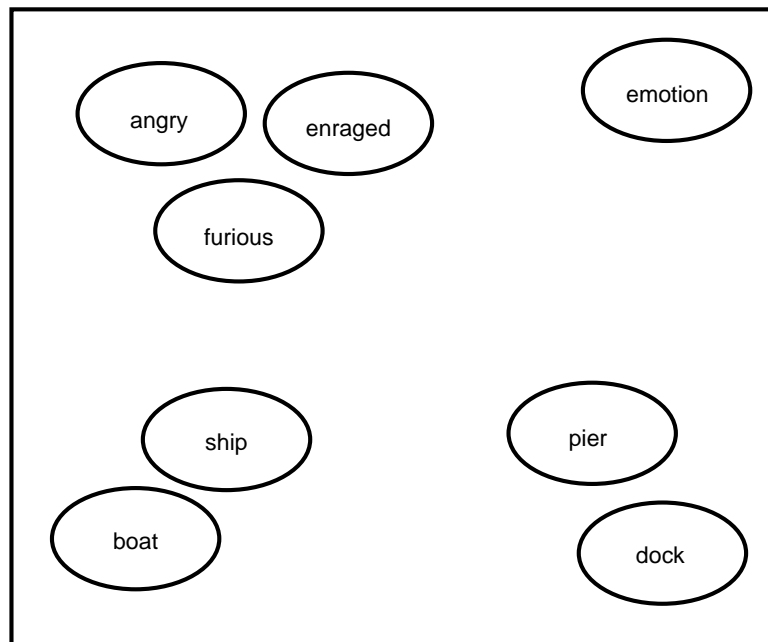 angry
enraged
emotion
furious
ship
pier
boat
dock